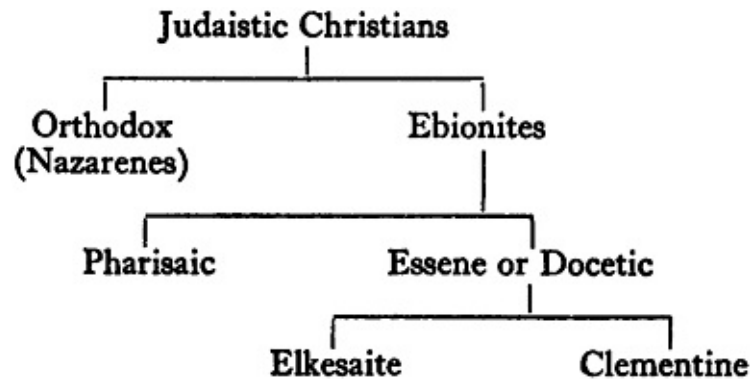 Judaistic Christians
Orthodox
(Nazarenes)
Ebionites
Pharisaic
Essene or Docetic
Elkesaite
Clementine